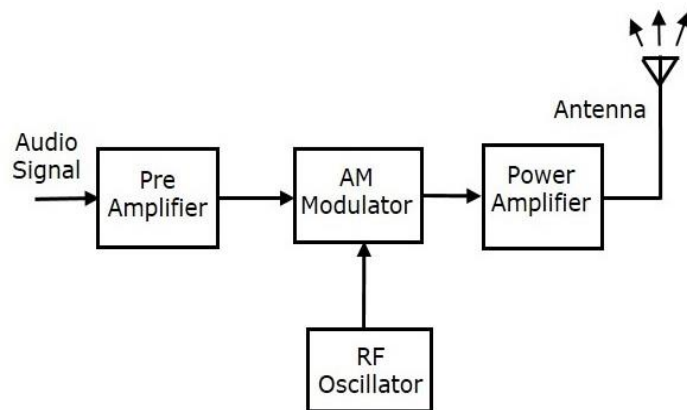 Audio
Signal
Pre
Amplifier
AM
Modulator
Power
Amplifier
Antenna
RF
Oscillator